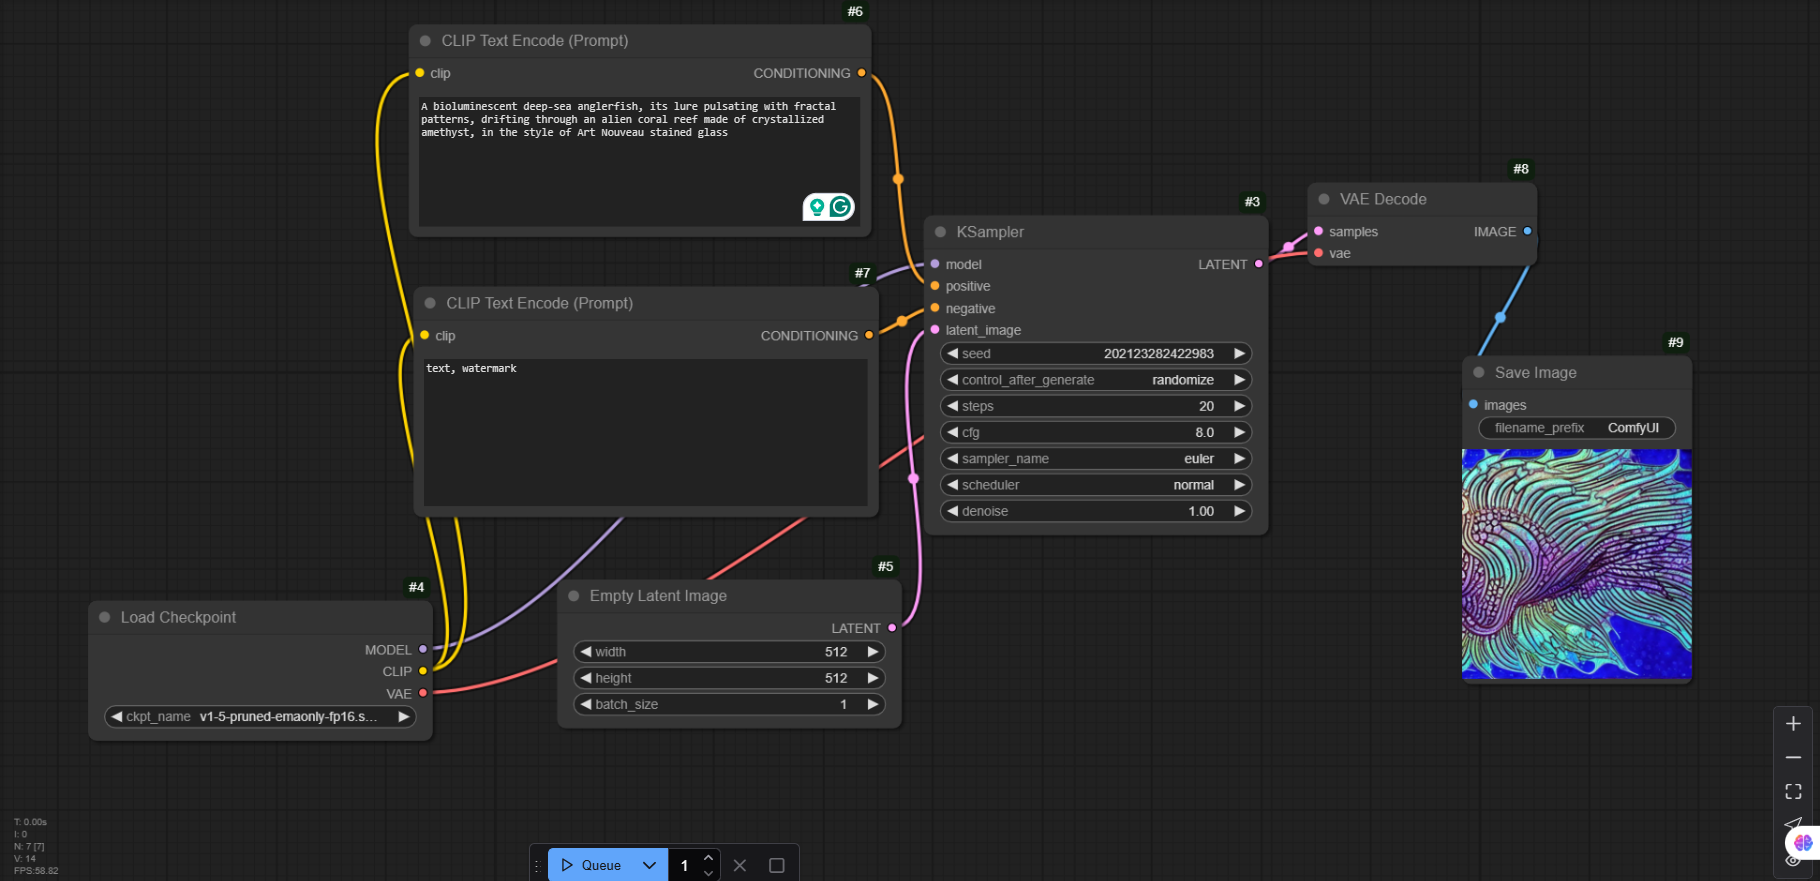 #6
CLIP Text Encode (Prompt)
clip CONDITIONING
A bioluminescent deep-sea anglerfish, its lure pulsating with fractal
patterns, drifting through an alien coral reef made of crystallized
amethyst, in the style of Art Nouveau stained glass
#7
CLIP Text Encode (Prompt)
clip CONDITIONING
text, watermark
#4
Load Checkpoint
MODEL
CLIP
VAE
ckpt_name v1-5-pruned-emaonly-fp16.s...
#5
Empty Latent Image
LATENT
width 512
height 512
batch_size 1
#3
KSampler
model LATENT
positive
negative
latent_image
seed 202123282422983
control_after_generate randomize
steps 20
cfg 8.0
sampler_name euler
scheduler normal
denoise 1.00
#8
VAE Decode
samples IMAGE
vae
#9
Save Image
images
filename_prefix ComfyUI
T: 0.00s
I: 0
N: 7 [7]
V: 14
FPS:58.82
Queue 1